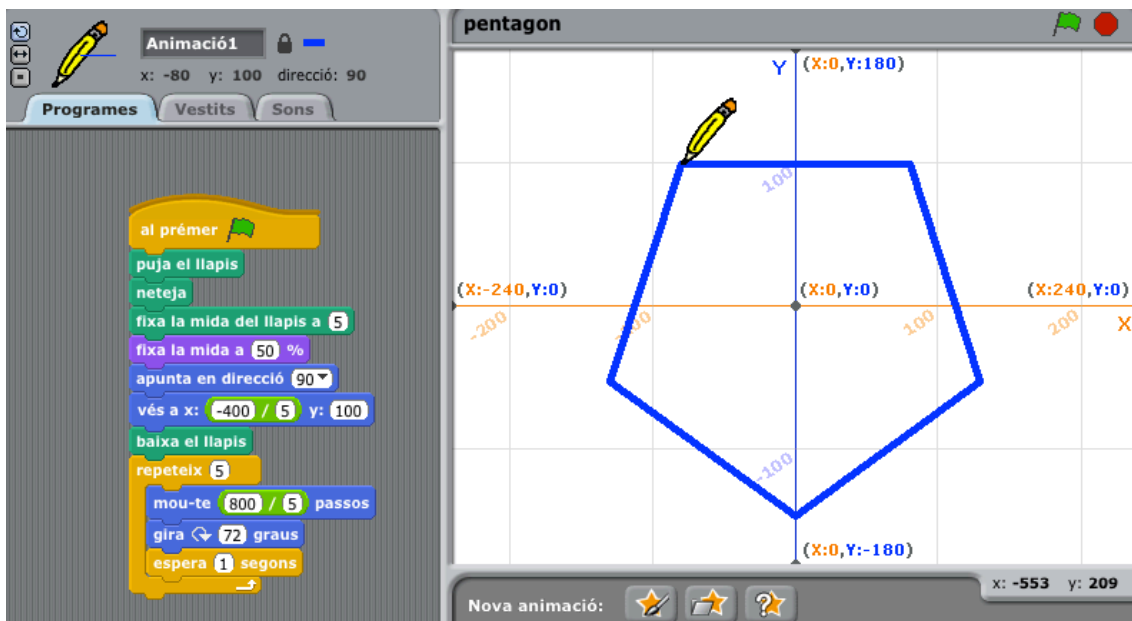 Animació1
x: -80 y: 100 direcció: 90
Programes Vestits Sons
al prémer
puja el llapis
neteja
fixa la mida del llapis a 5
fixa la mida a 50 %
apunta en direcció 90
vés a x: -400 / 5 y: 100
baixa el llapis
repeteix 5
mou-te 800 / 5 passos
gira 72 graus
espera 1 segons
pentagon
Y (X:0,Y:180)
100
(X:-240,Y:0) (X:0,Y:0) (X:240,Y:0)
-200 100 200 X
-100
(X:0,Y:-180)
x: -553 y: 209
Nova animació: